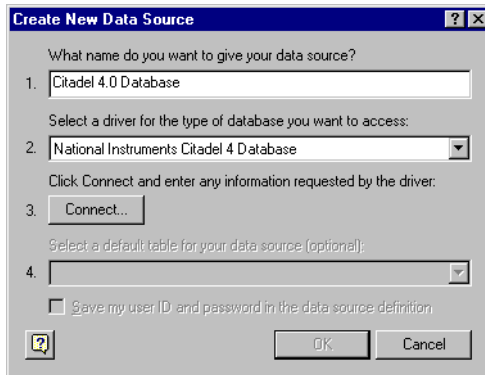 Create New Data Source
What name do you want to give your data source?
1. Citadel 4.0 Database
Select a driver for the type of database you want to access:
2. National Instruments Citadel 4 Database
Click Connect and enter any information requested by the driver:
3. Connect...
Select a default table for your data source (optional):
4.
Save my user ID and password in the data source definition
OK Cancel